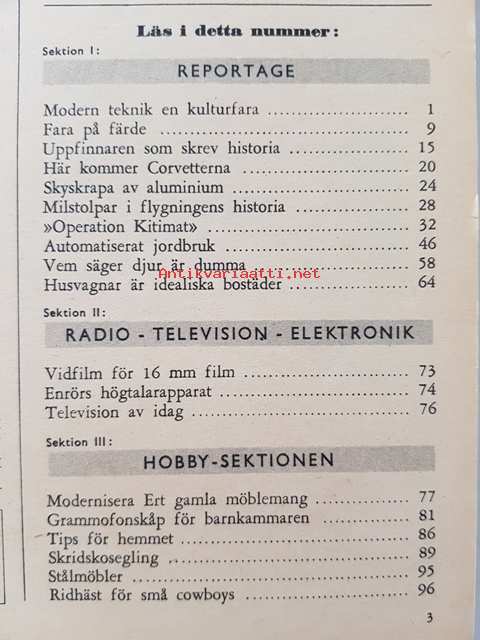 Läs i detta nummer:
Sektion I:
REPORTAGE
Modern teknik en kulturfara 1
Fara på färde 9
Uppfinnaren som skrev historia 15
Här kommer Corvetterna 20
Skyskrapa av aluminium 24
Milstolpar i flygningens historia 28
»Operation Kitimat» 32
Automatiserat jordbruk 46
Vem säger djur är dumma 58
Antikvariaatti.net
Husvagnar är idealiska bostäder 64
Sektion II:
RADIO - TELEVISION - ELEKTRONIK
Vidfilm för 16 mm film 73
Enrörs högtalarapparat 74
Television av idag 76
Sektion III:
HOBBY-SEKTIONEN
Modernisera Ert gamla möblemang 77
Grammofonskåp för barnkammaren 81
Tips för hemmet 86
Skridskosegling 89
Stålmöbler 95
Ridhäst för små cowboys 96
3